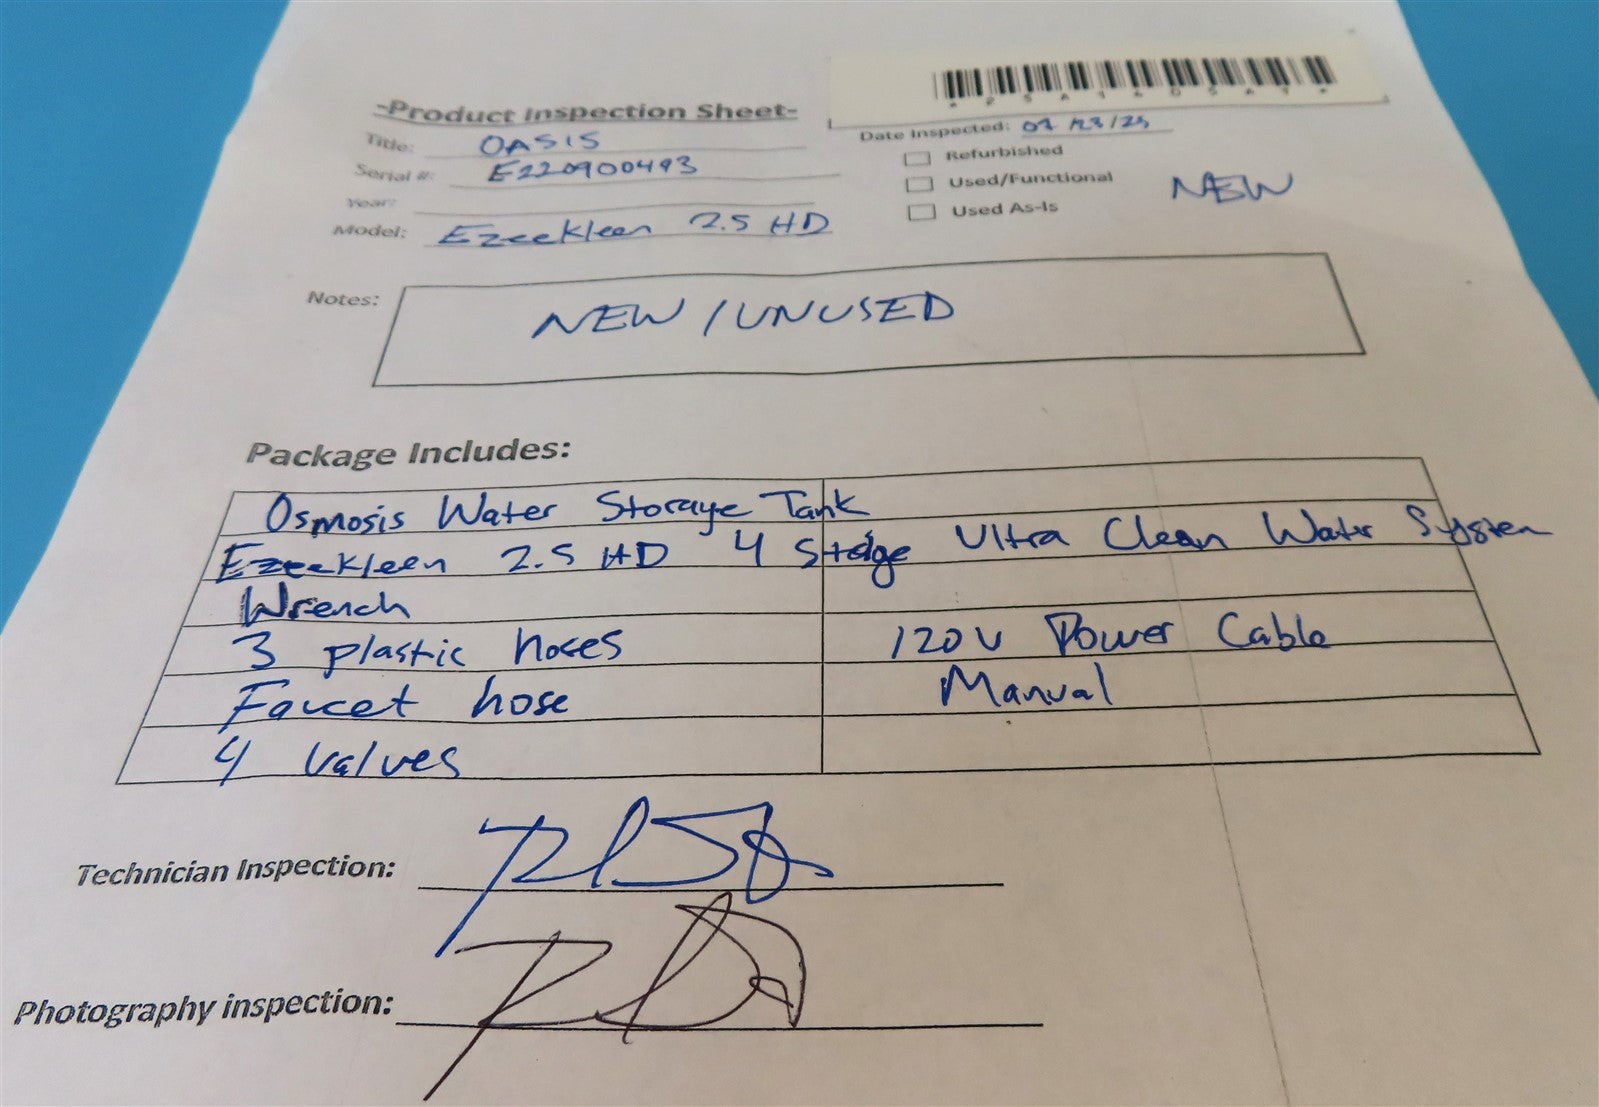 -Product Inspection Sheet-
Title: OASIS
Serial #: E220900493
Year:
Model: Ezeekleen 2.5 HD
Date Inspected: /23/25
Refurbished
Used/Functional
Used As-Is
NEW
Notes: NEW/UNUSED
Package Includes:
Osmosis Water Storage Tank
Ezeekleen 2.5 HD 4 Stage Ultra Clean Water System
Wrench
3 plastic hoses 120V Power Cable
Faucet hose Manual
4 valves
Technician Inspection:
Photography inspection: